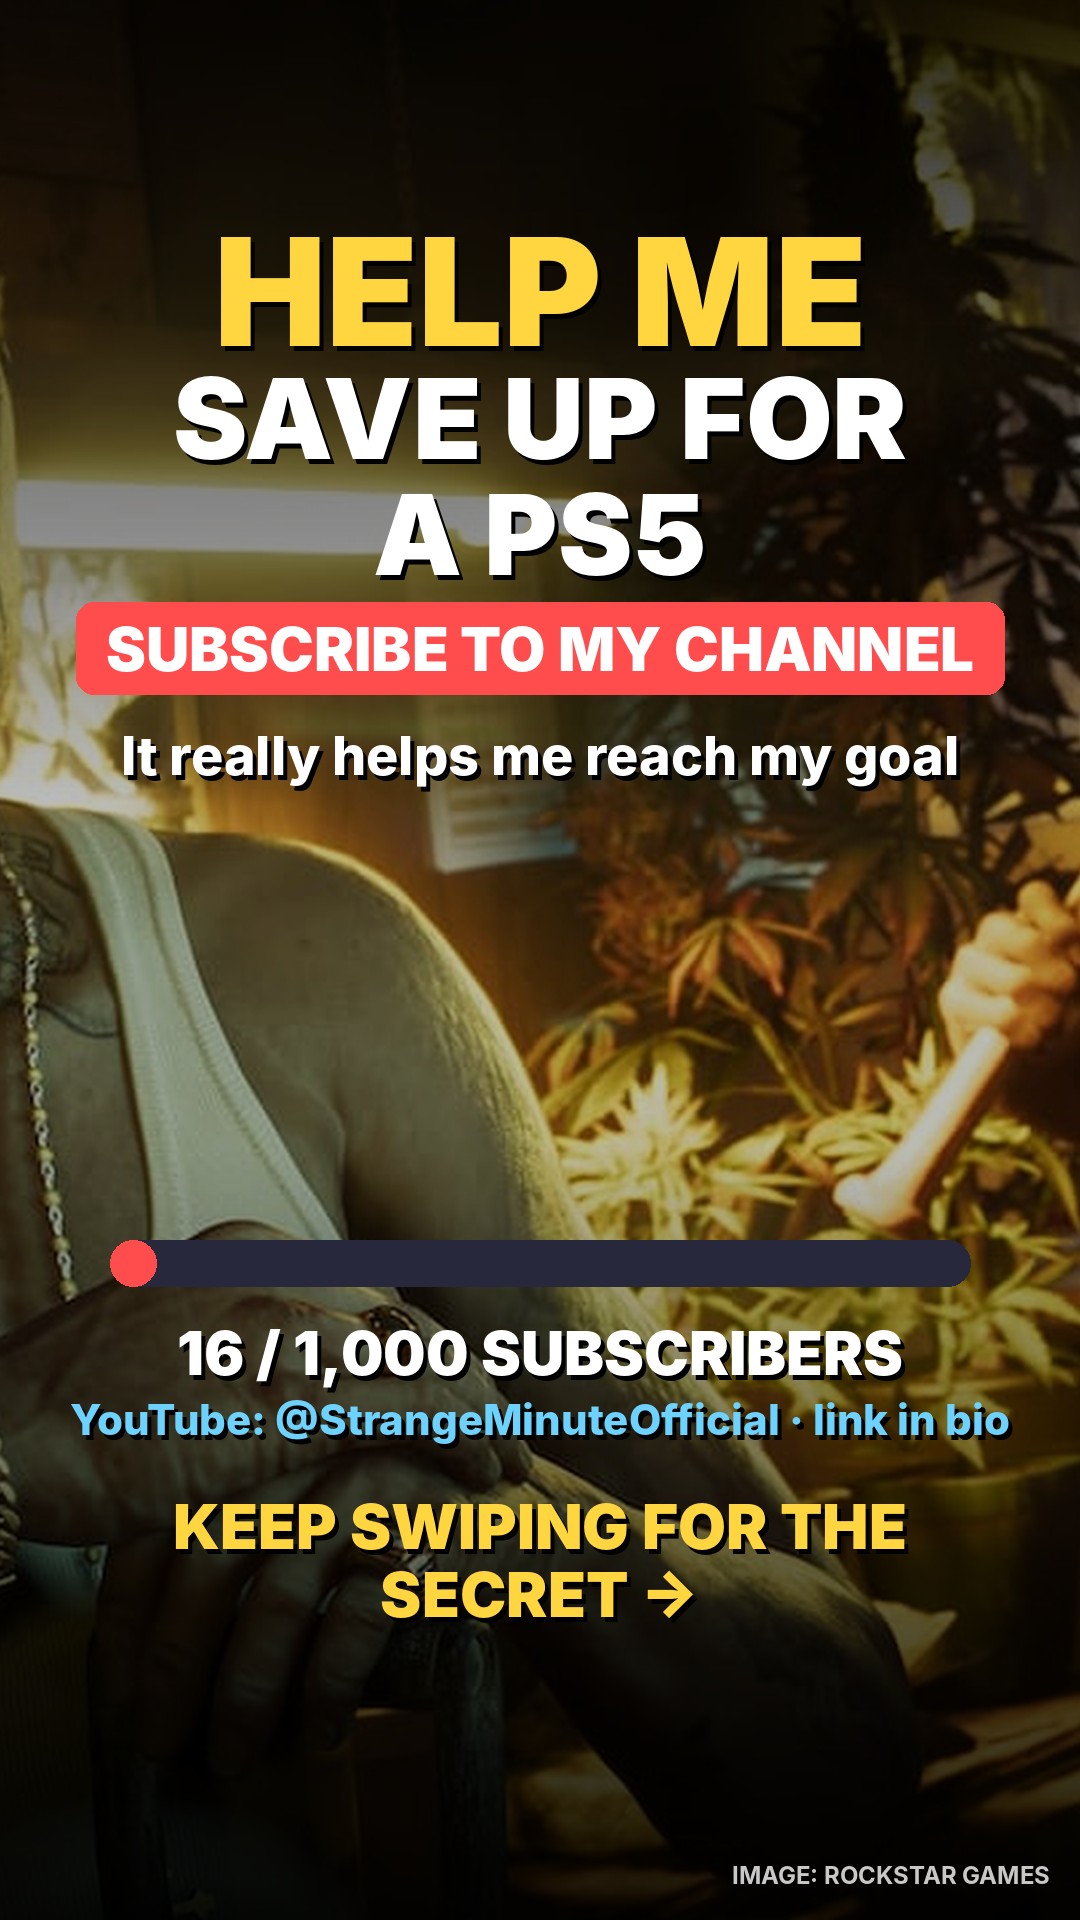 HELP ME
SAVE UP FOR
A PS5
SUBSCRIBE TO MY CHANNEL
It really helps me reach my goal
16 / 1,000 SUBSCRIBERS
YouTube: @StrangeMinuteOfficial · link in bio
KEEP SWIPING FOR THE
SECRET →
IMAGE: ROCKSTAR GAMES